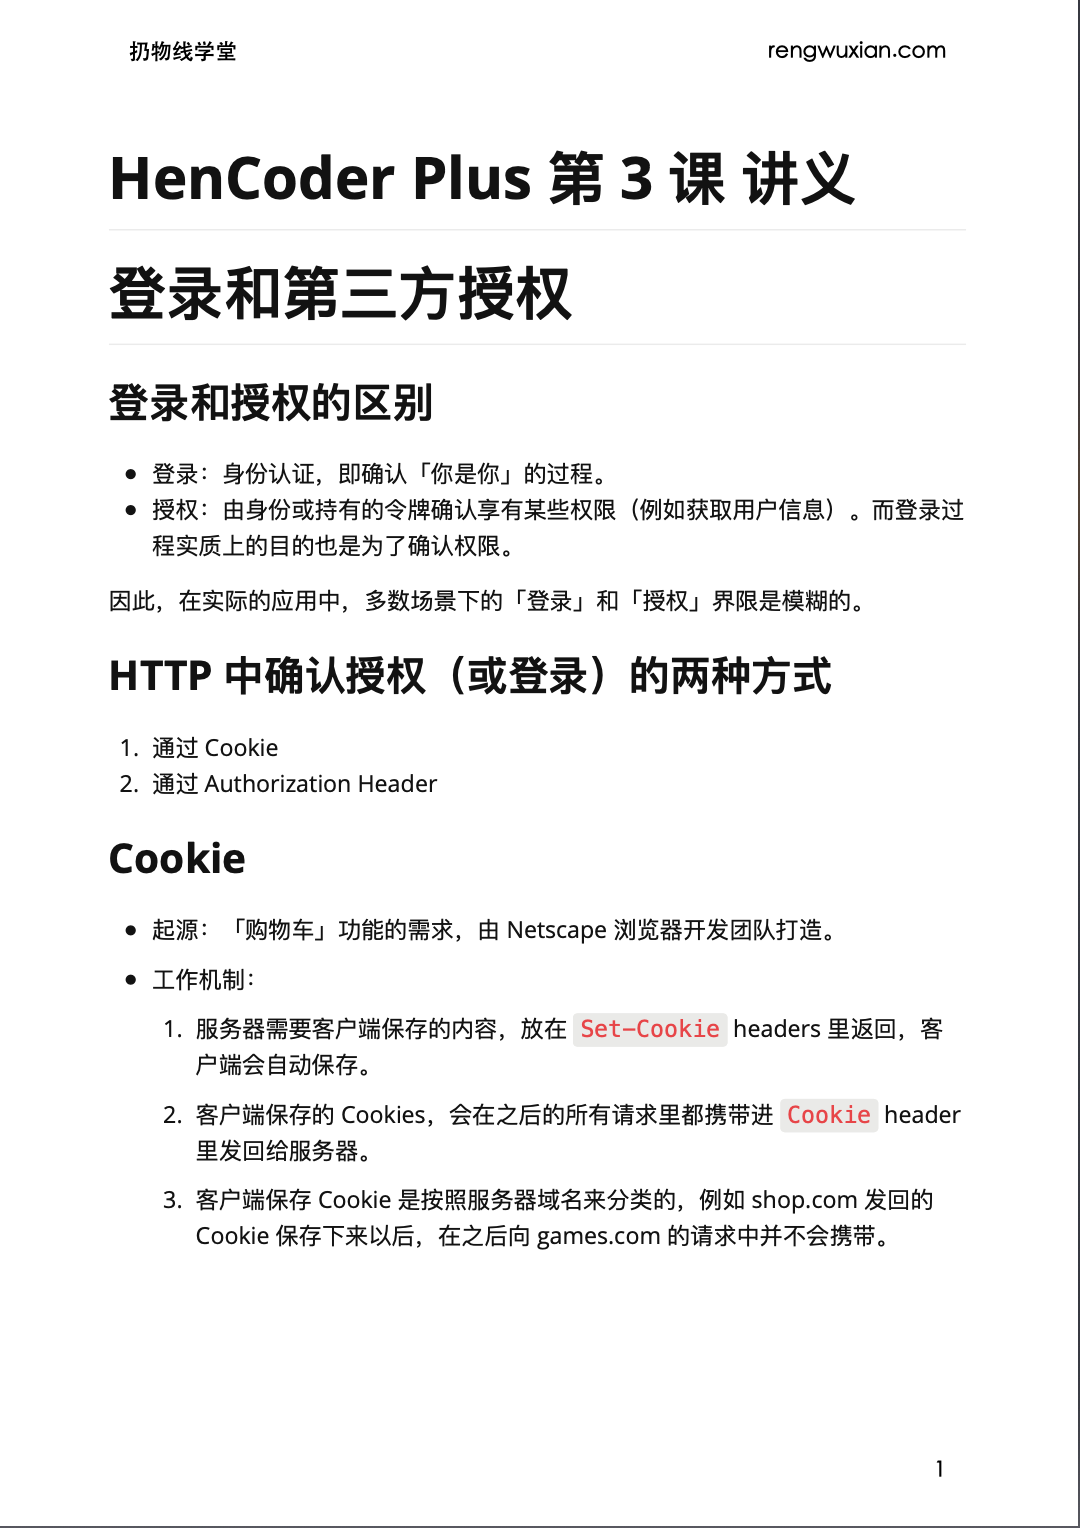 扔物线学堂
rengwuxian.com
HenCoder Plus 第 3 课 讲义
登录和第三方授权
登录和授权的区别
• 登录：身份认证，即确认「你是你」的过程。
• 授权：由身份或持有的令牌确认享有某些权限（例如获取用户信息）。而登录过
程实质上的目的也是为了确认权限。
因此，在实际的应用中，多数场景下的「登录」和「授权」界限是模糊的。
HTTP 中确认授权（或登录）的两种方式
1. 通过 Cookie
2. 通过 Authorization Header
Cookie
• 起源：「购物车」功能的需求，由 Netscape 浏览器开发团队打造。
• 工作机制：
1. 服务器需要客户端保存的内容，放在 Set-Cookie headers 里返回，客
户端会自动保存。
2. 客户端保存的 Cookies，会在之后的所有请求里都携带进 Cookie header
里发回给服务器。
3. 客户端保存 Cookie 是按照服务器域名来分类的，例如 shop.com 发回的
Cookie 保存下来以后，在之后向 games.com 的请求中并不会携带。
1